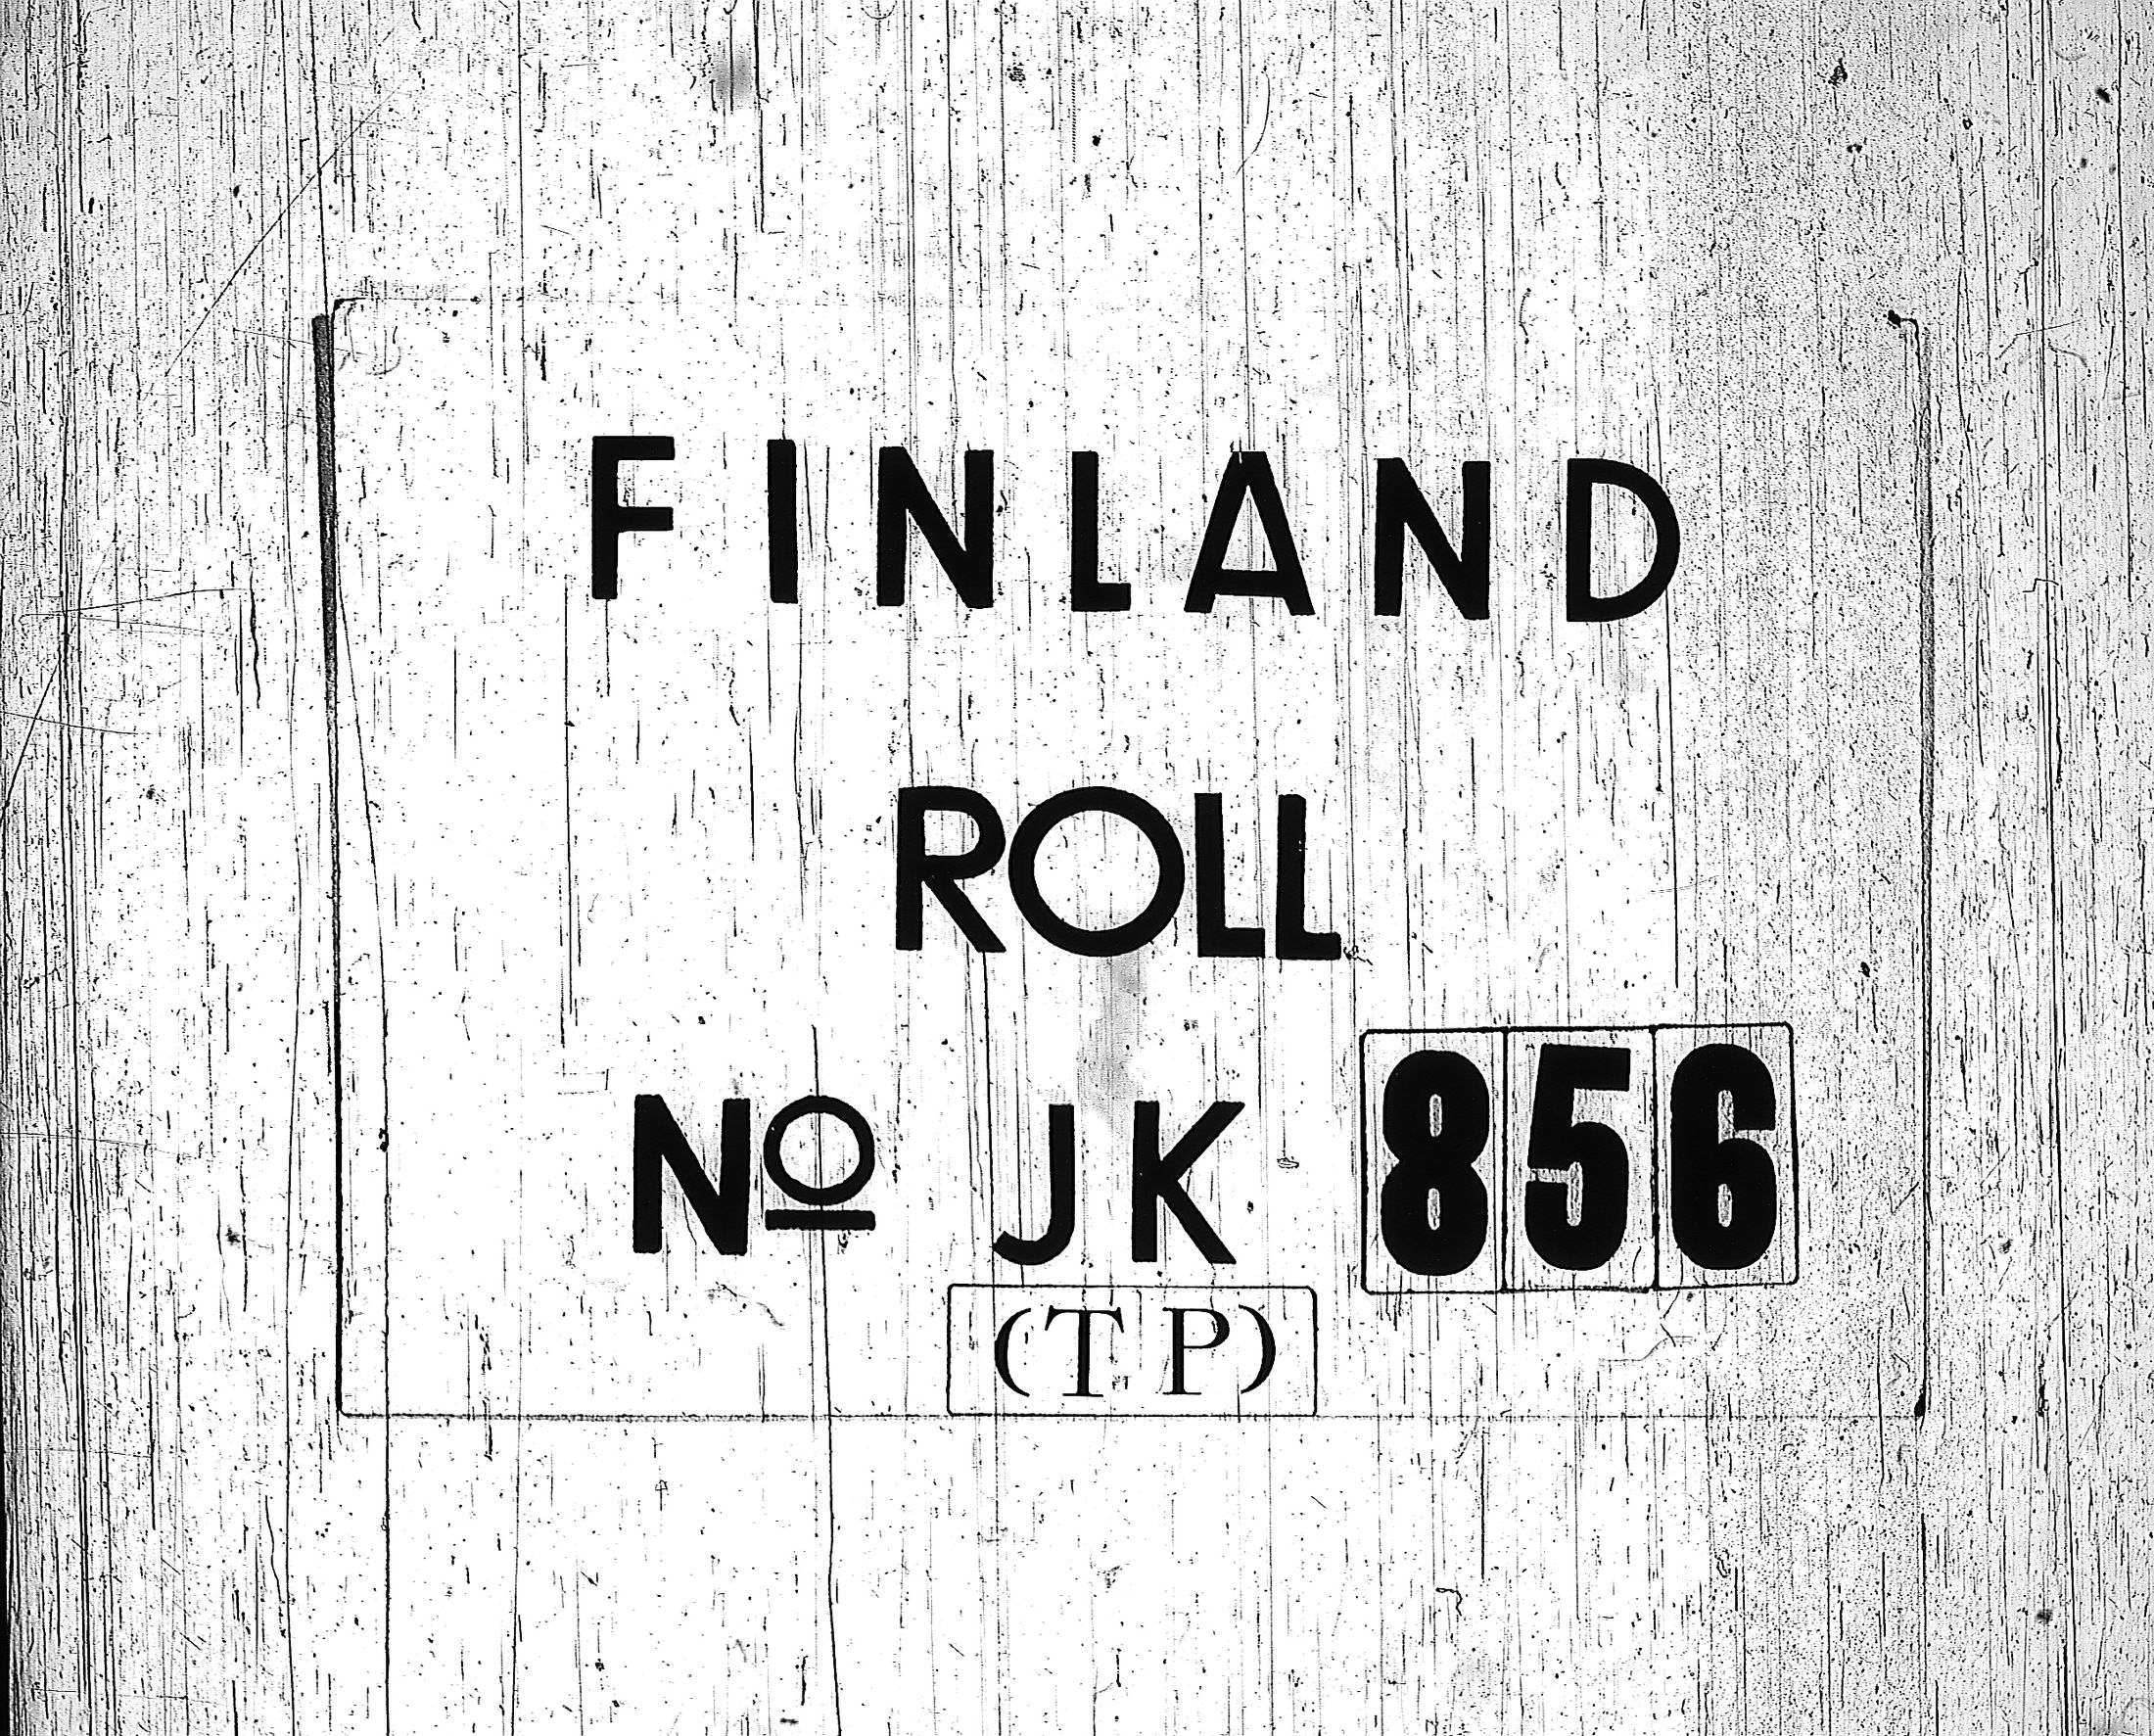 FINLAND
ROLL
Nº JK 856
(TP)